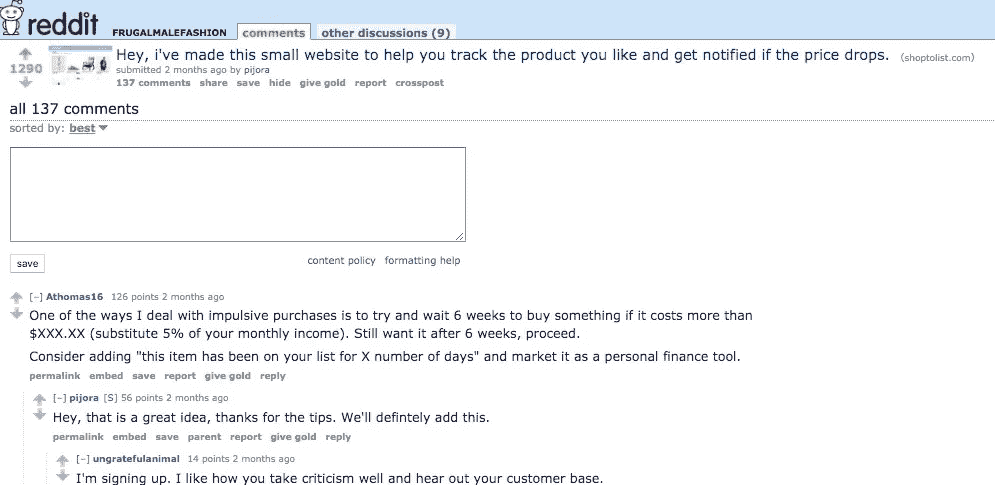 reddit FRUGALMALEFASHION comments other discussions (9)
Hey, i've made this small website to help you track the product you like and get notified if the price drops. (shoptolist.com)
1290
submitted 2 months ago by pijora
137 comments share save hide give gold report crosspost
all 137 comments
sorted by: best
save
content policy formatting help
[–] Athomas16 126 points 2 months ago
One of the ways I deal with impulsive purchases is to try and wait 6 weeks to buy something if it costs more than
$XXX.XX (substitute 5% of your monthly income). Still want it after 6 weeks, proceed.
Consider adding "this item has been on your list for X number of days" and market it as a personal finance tool.
permalink embed save report give gold reply
[–] pijora [S] 56 points 2 months ago
Hey, that is a great idea, thanks for the tips. We'll defintely add this.
permalink embed save parent report give gold reply
[–] ungratefulanimal 14 points 2 months ago
I'm signing up. I like how you take criticism well and hear out your customer base.